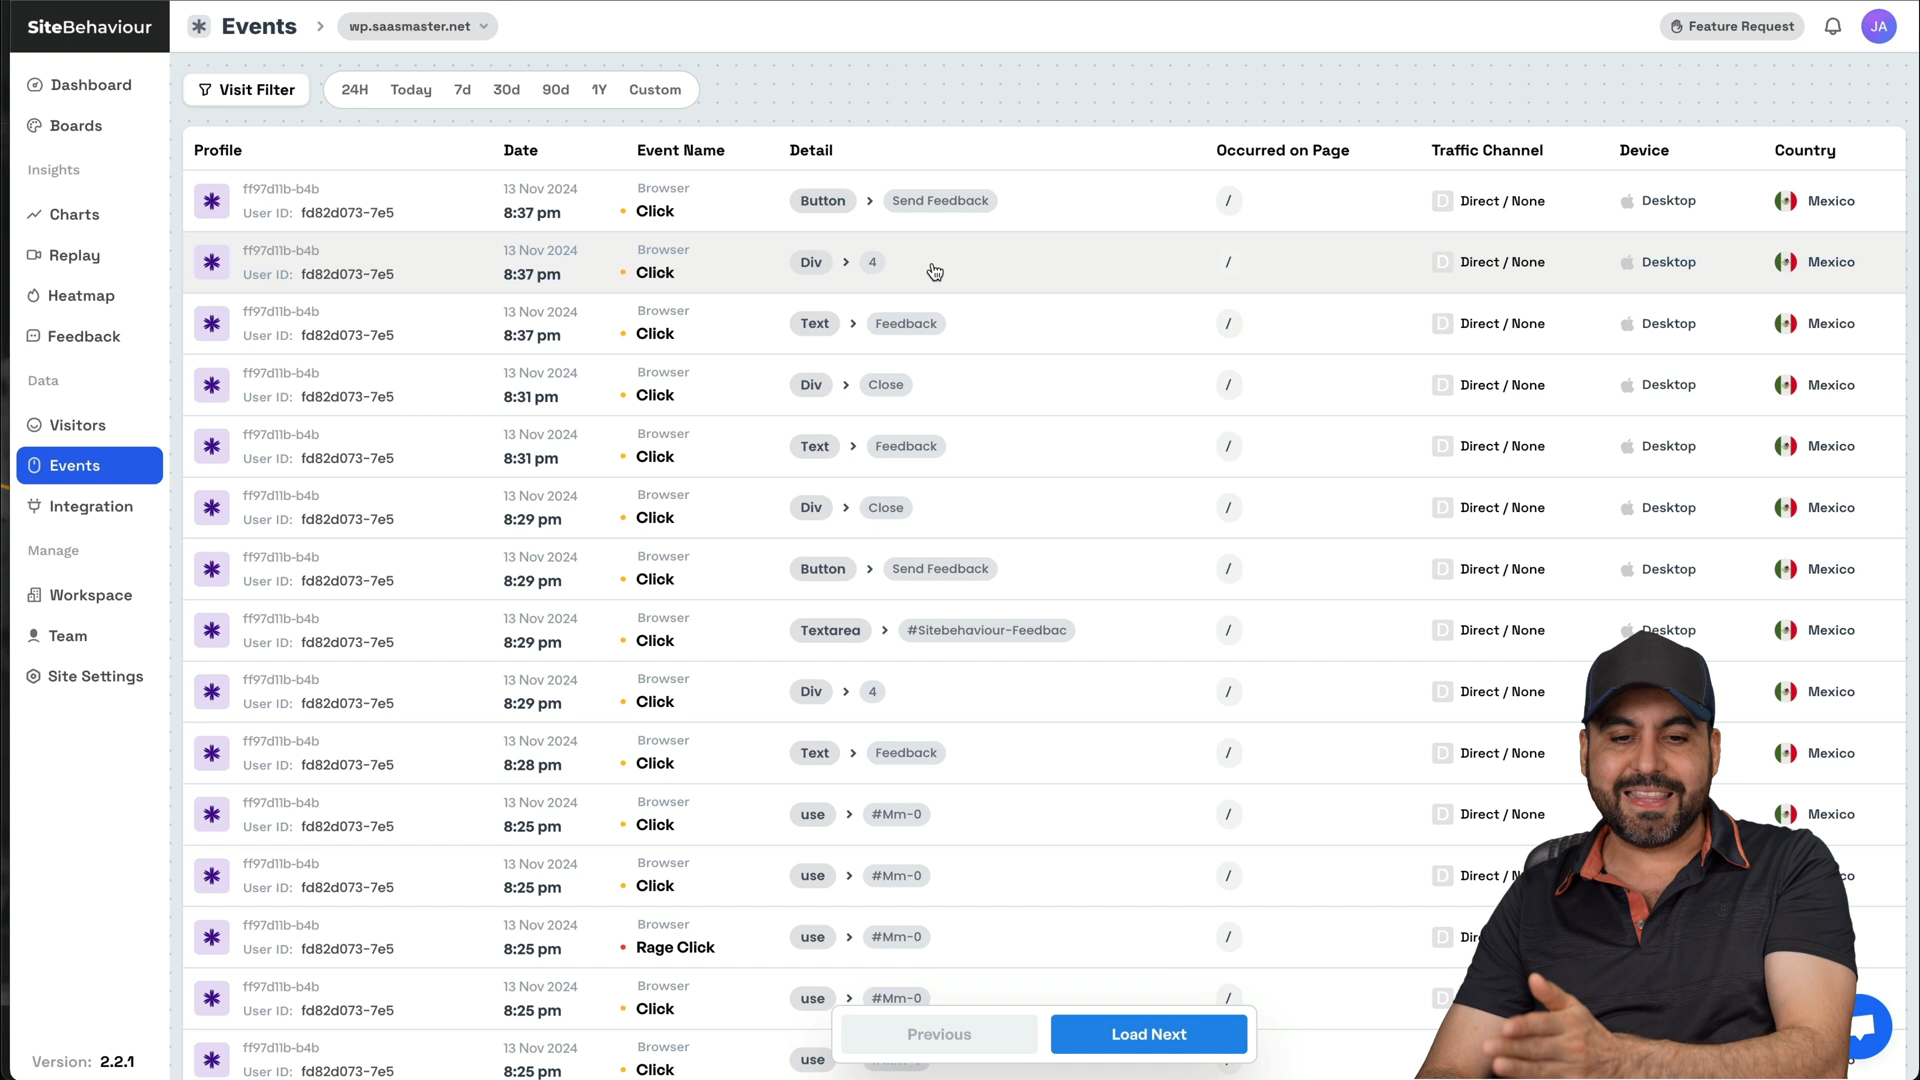 SiteBehaviour
Events > wp.saasmaster.net
Feature Request
JA
Dashboard
Boards
Insights
Charts
Replay
Heatmap
Feedback
Data
Visitors
Events
Integration
Manage
Workspace
Team
Site Settings
Version: 2.2.1
Visit Filter
24H Today 7d 30d 90d 1Y Custom
Profile Date Event Name Detail Occurred on Page Traffic Channel Device Country
ff97d11b-b4b 13 Nov 2024 Browser
User ID: fd82d073-7e5 8:37 pm Click Button > Send Feedback / D Direct / None Desktop Mexico
ff97d11b-b4b 13 Nov 2024 Browser
User ID: fd82d073-7e5 8:37 pm Click Div > 4 / D Direct / None Desktop Mexico
ff97d11b-b4b 13 Nov 2024 Browser
User ID: fd82d073-7e5 8:37 pm Click Text > Feedback / D Direct / None Desktop Mexico
ff97d11b-b4b 13 Nov 2024 Browser
User ID: fd82d073-7e5 8:31 pm Click Div > Close / D Direct / None Desktop Mexico
ff97d11b-b4b 13 Nov 2024 Browser
User ID: fd82d073-7e5 8:31 pm Click Text > Feedback / D Direct / None Desktop Mexico
ff97d11b-b4b 13 Nov 2024 Browser
User ID: fd82d073-7e5 8:29 pm Click Div > Close / D Direct / None Desktop Mexico
ff97d11b-b4b 13 Nov 2024 Browser
User ID: fd82d073-7e5 8:29 pm Click Button > Send Feedback / D Direct / None Desktop Mexico
ff97d11b-b4b 13 Nov 2024 Browser
User ID: fd82d073-7e5 8:29 pm Click Textarea > #Sitebehaviour-Feedbac / D Direct / None Desktop Mexico
ff97d11b-b4b 13 Nov 2024 Browser
User ID: fd82d073-7e5 8:29 pm Click Div > 4 / D Direct / None Mexico
ff97d11b-b4b 13 Nov 2024 Browser
User ID: fd82d073-7e5 8:28 pm Click Text > Feedback / D Direct / None Mexico
ff97d11b-b4b 13 Nov 2024 Browser
User ID: fd82d073-7e5 8:25 pm Click use > #Mm-0 / D Direct / None Mexico
ff97d11b-b4b 13 Nov 2024 Browser
User ID: fd82d073-7e5 8:25 pm Click use > #Mm-0 / D Direct /
ff97d11b-b4b 13 Nov 2024 Browser
User ID: fd82d073-7e5 8:25 pm Rage Click use > #Mm-0 / D
ff97d11b-b4b 13 Nov 2024 Browser
User ID: fd82d073-7e5 8:25 pm Click use > #Mm-0 / D
ff97d11b-b4b 13 Nov 2024 Browser
User ID: fd82d073-7e5 8:25 pm Click use
Previous Load Next